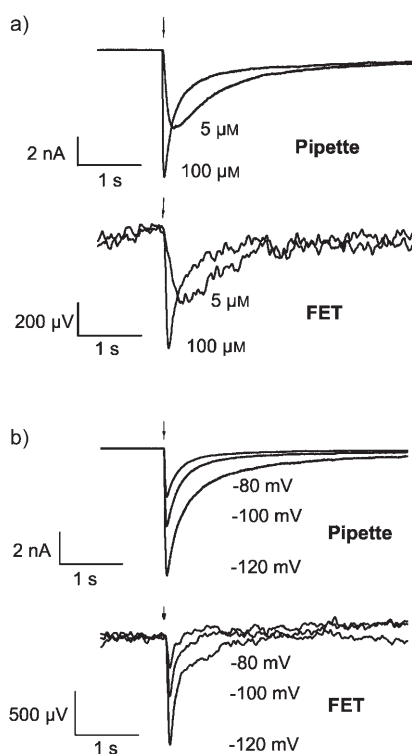 a)
5 μM
Pipette
2 nA
1 s
100 μM
5 μM
FET
200 μV
1 s
100 μM
b)
-80 mV
-100 mV
Pipette
2 nA
1 s
-120 mV
-80 mV
-100 mV
FET
500 μV
1 s
-120 mV